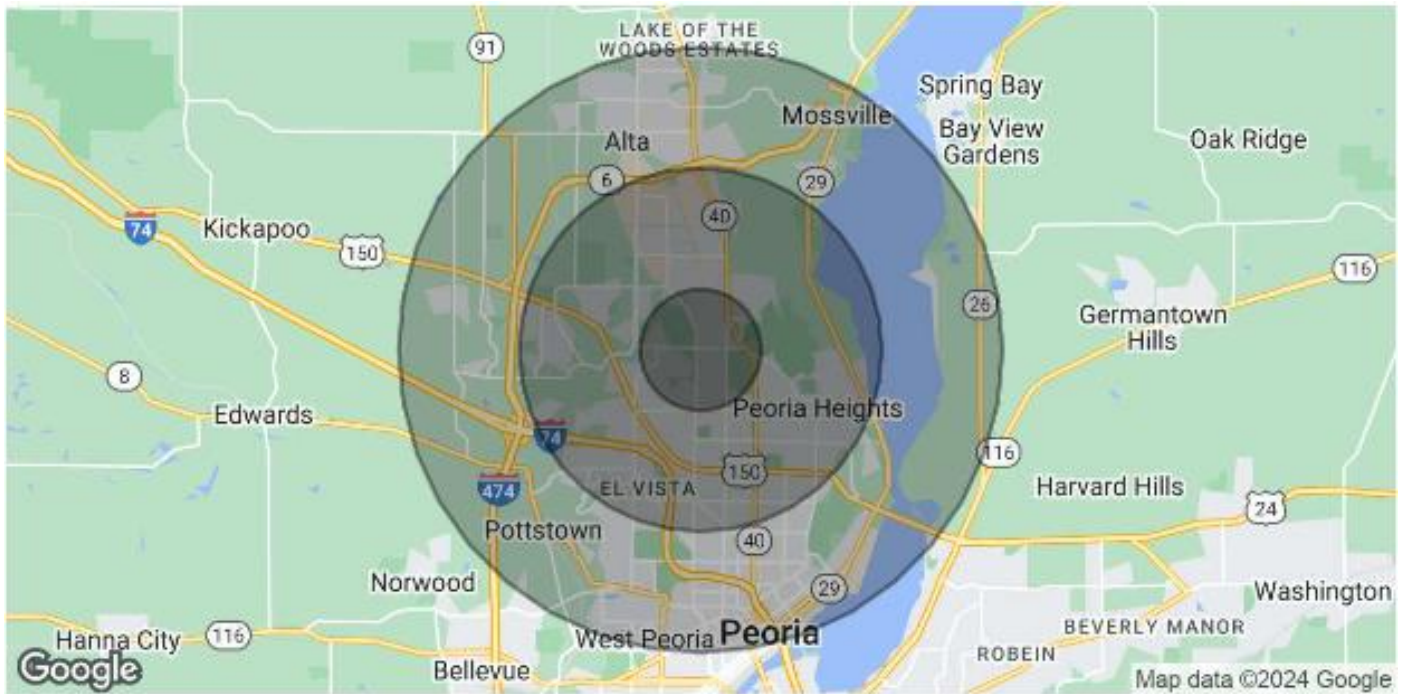 LAKE OF THE
WOODS ESTATES
91
Spring Bay
Mossville
Bay View
Gardens
Alta
Oak Ridge
6
29
40
74
Kickapoo
150
116
26
Germantown
Hills
8
Edwards
Peoria Heights
74
116
150
474
EL VISTA
Harvard Hills
24
Pottstown
40
Norwood
29
Washington
Hanna City
116
West Peoria
Peoria
BEVERLY MANOR
ROBEIN
Bellevue
Google
Map data ©2024 Google